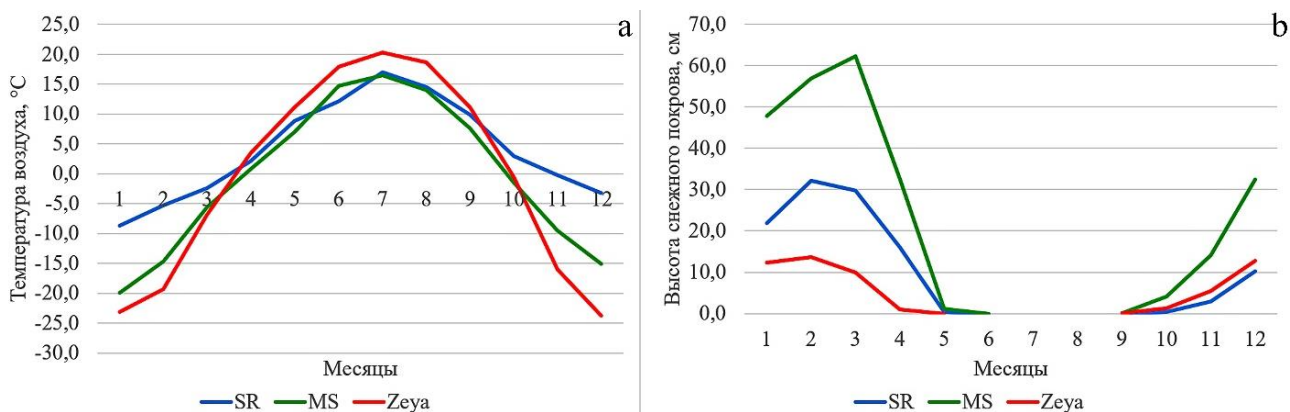 a
Температура воздуха, °С
25,0
20,0
15,0
10,0
5,0
0,0
-5,0
-10,0
-15,0
-20,0
-25,0
-30,0
1 2 3 4 5 6 7 8 9 10 11 12
Месяцы
SR MS Zeya
b
Высота снежного покрова, см
70,0
60,0
50,0
40,0
30,0
20,0
10,0
0,0
1 2 3 4 5 6 7 8 9 10 11 12
Месяцы
SR MS Zeya